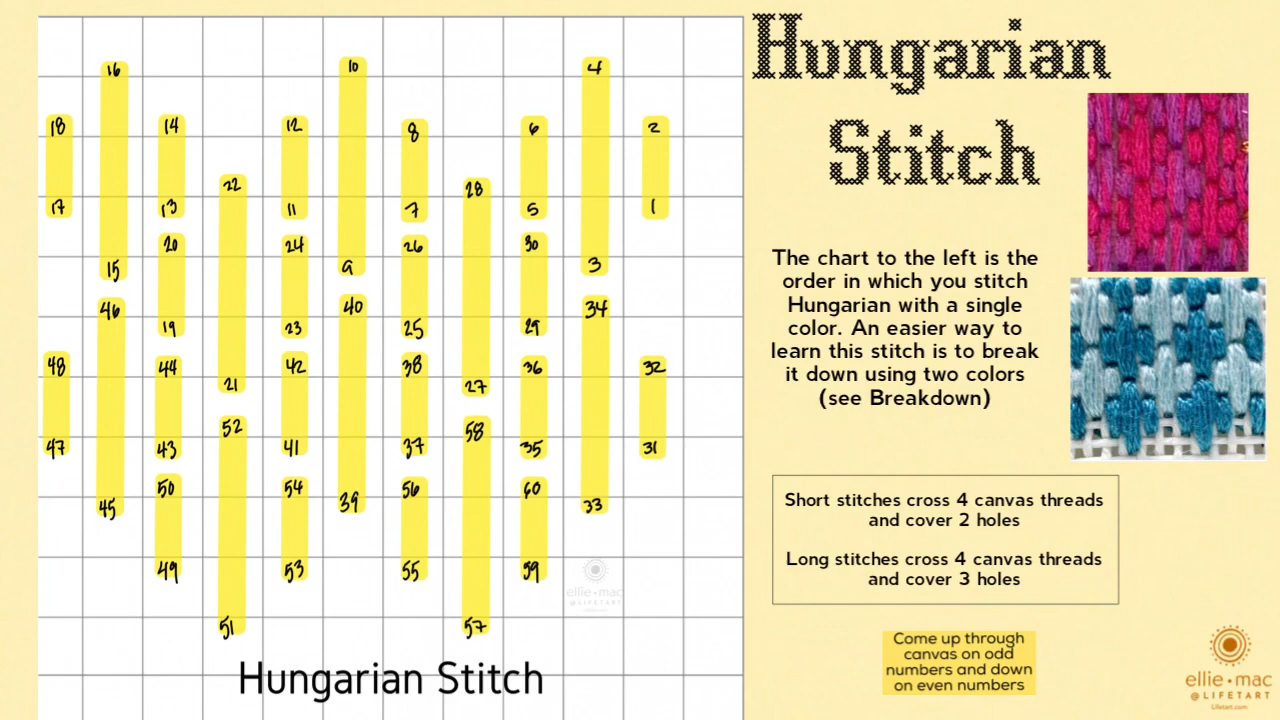 Hungarian
Stitch
16 10 4
18 14 12 8 6 2
22 28
17 13 11 7 5 1
20 24 26 30
15 9 3
46 40 34
19 23 25 29
48 44 42 38 36 32
21 27
52 58
47 43 41 37 35 31
50 54 56 60
45 39 33
49 53 55 59
51 57
ellie·mac
@LIFETART
Hungarian Stitch
The chart to the left is the
order in which you stitch
Hungarian with a single
color. An easier way to
learn this stitch is to break
it down using two colors
(see Breakdown)
Short stitches cross 4 canvas threads
and cover 2 holes
Long stitches cross 4 canvas threads
and cover 3 holes
Come up through
canvas on odd
numbers and down
on even numbers
ellie·mac
@LIFETART
Lifetart.com